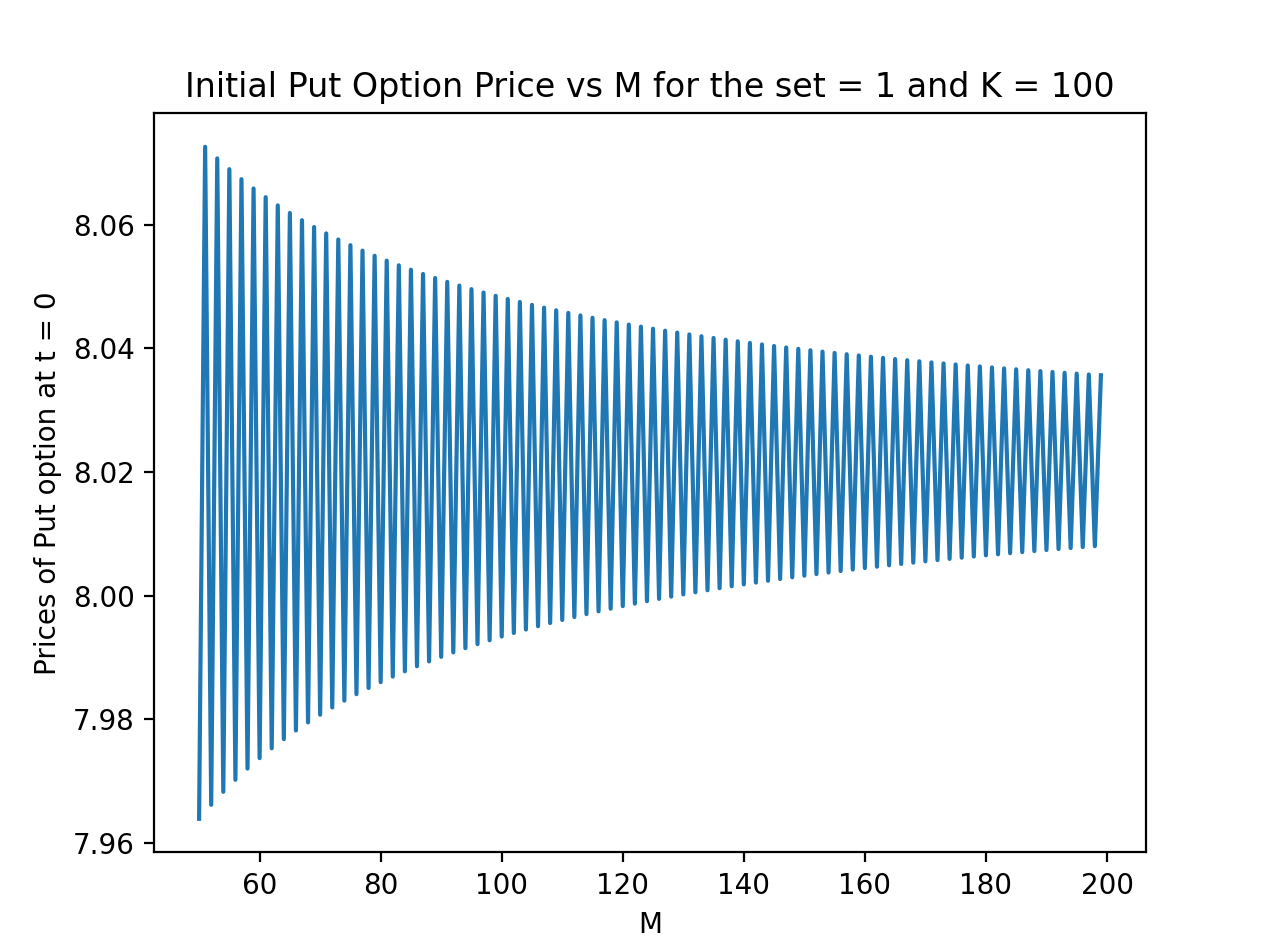 Initial Put Option Price vs M for the set = 1 and K = 100
Prices of Put option at t = 0
8.06
8.04
8.02
8.00
7.98
7.96
60 80 100 120 140 160 180 200
M